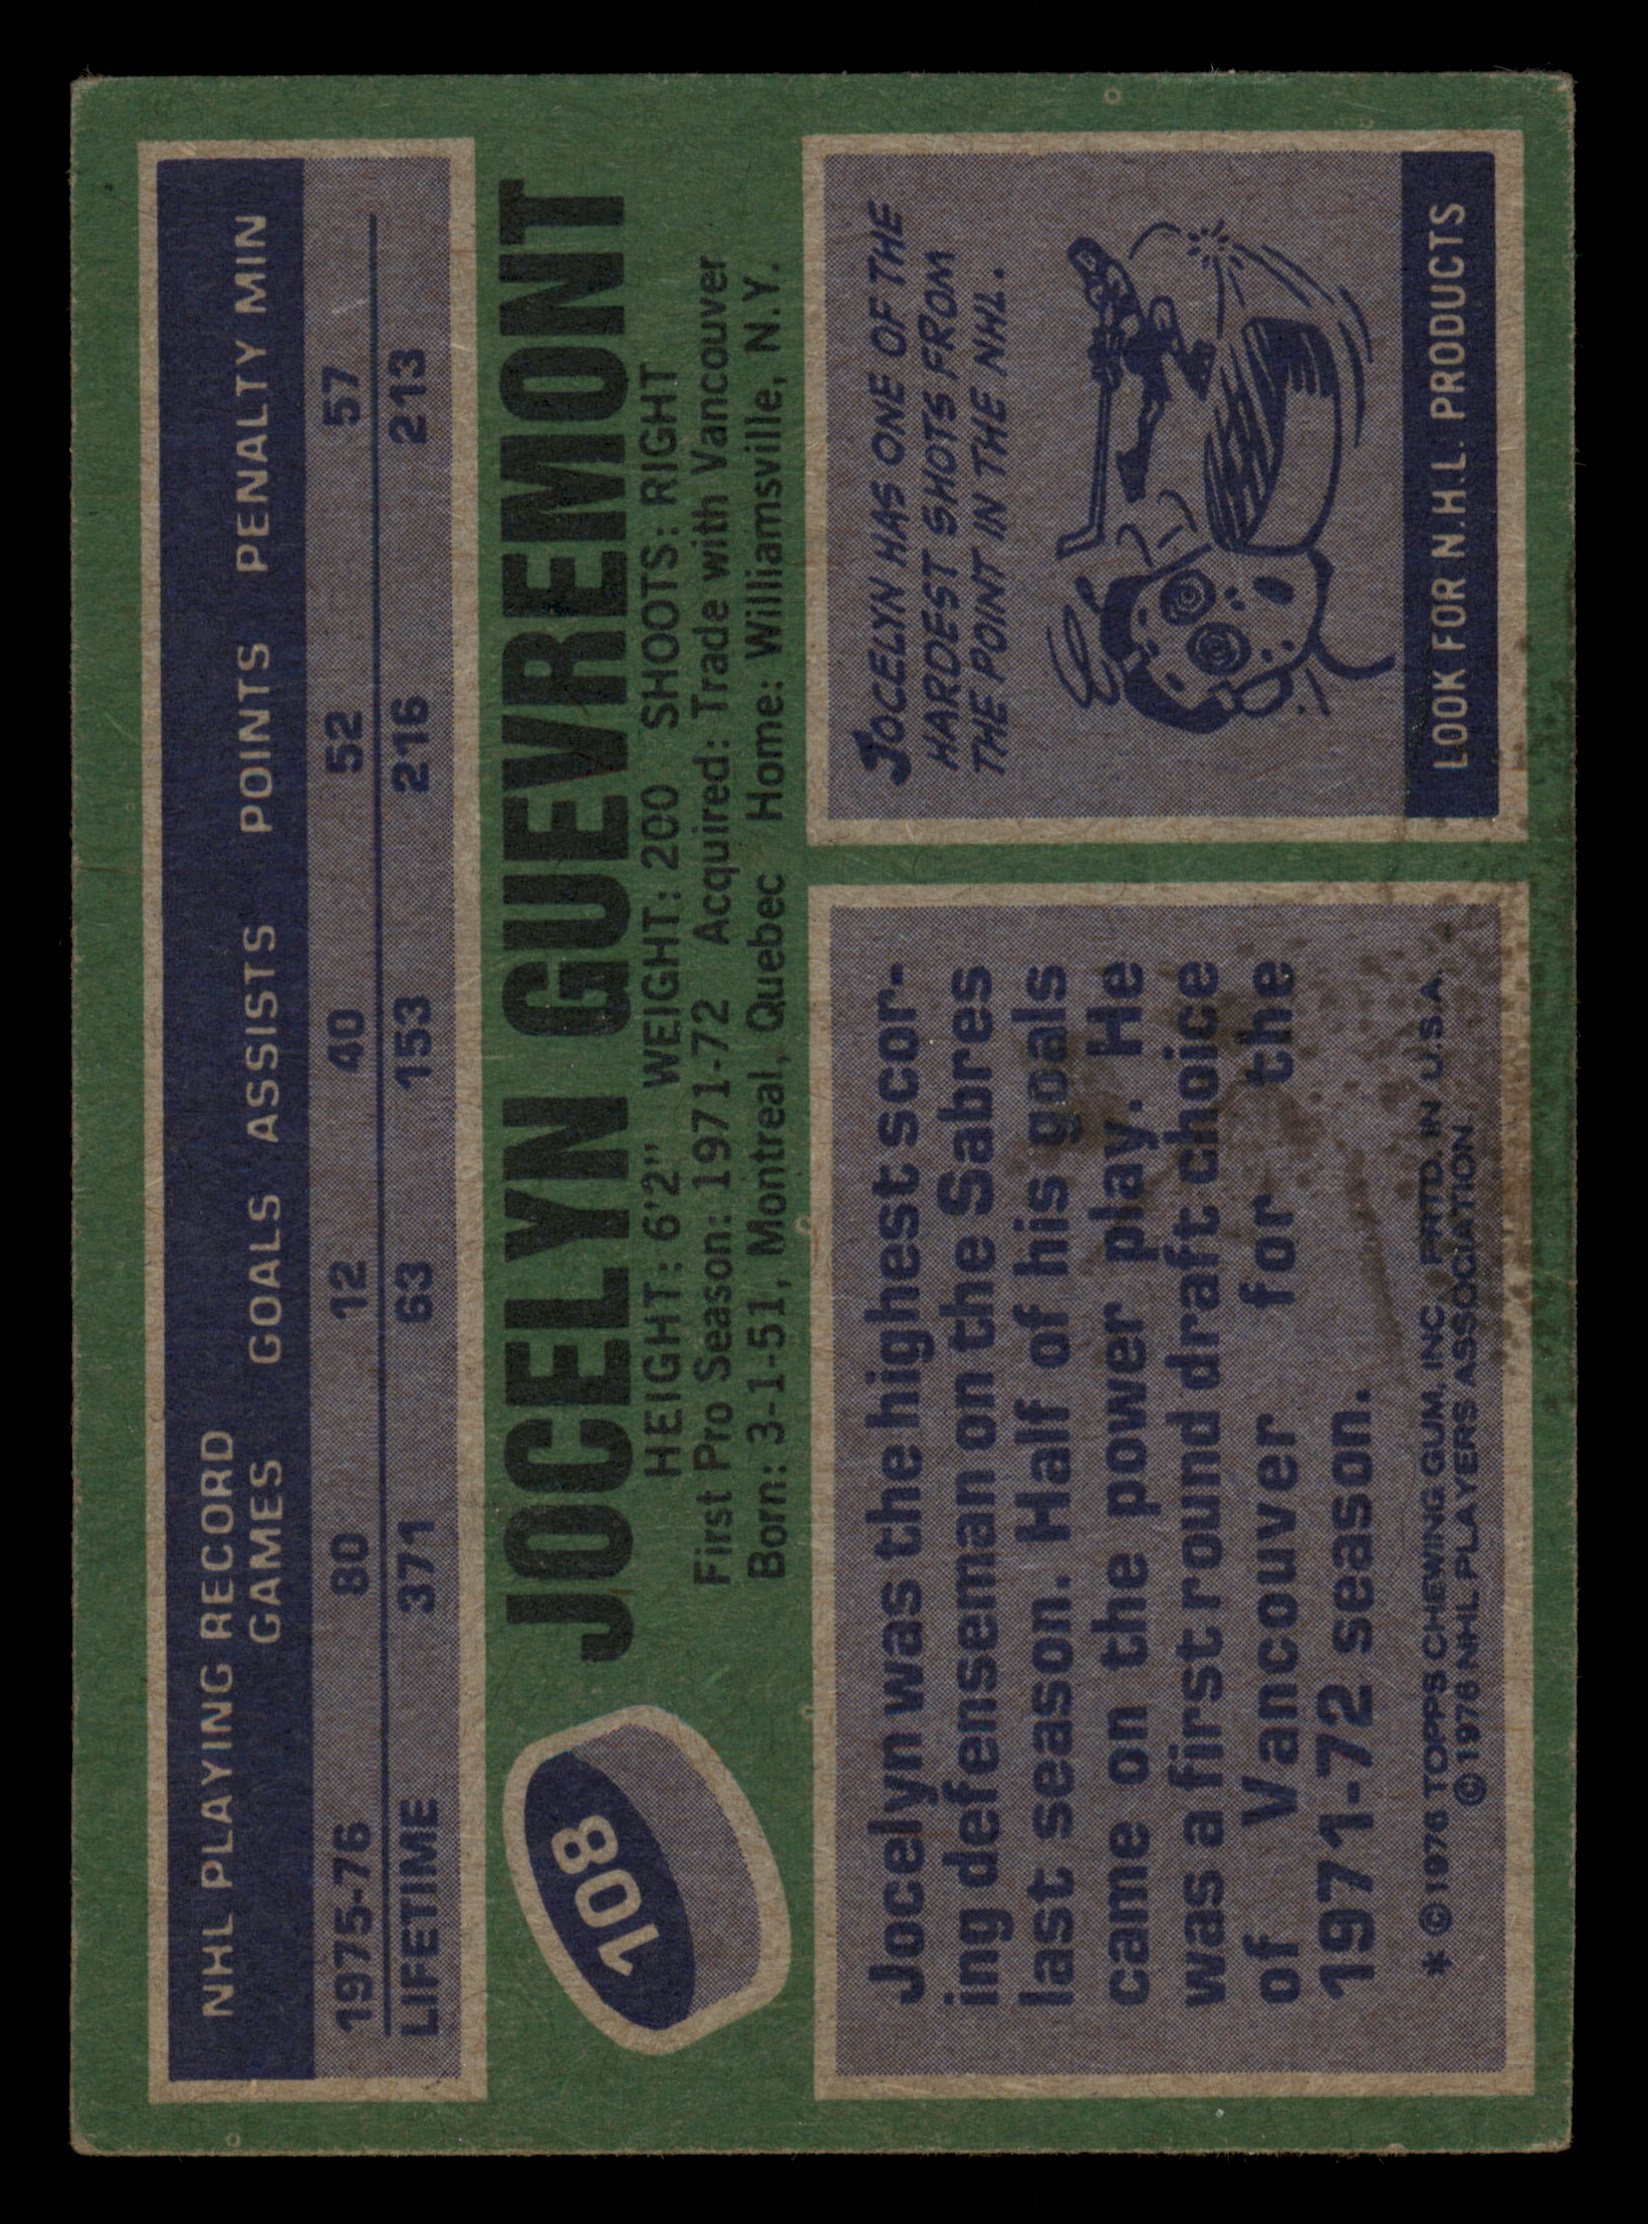 NHL PLAYING RECORD
GAMES GOALS ASSISTS POINTS PENALTY MIN
1975-76 80 12 40 52 57
LIFETIME 371 63 153 216 213
108
JOCELYN GUEVREMONT
HEIGHT: 6'2" WEIGHT: 200 SHOOTS: RIGHT
First Pro Season: 1971-72 Acquired: Trade with Vancouver
Born: 3-1-51, Montreal, Quebec Home: Williamsville, N.Y.
Jocelyn was the highest scor-
ing defenseman on the Sabres
last season. Half of his goals
came on the power play. He
was a first round draft choice
of Vancouver for the
1971-72 season.
* © 1976 TOPPS CHEWING GUM, INC. PRTD. IN U.S.A.
© 1976 NHL PLAYERS ASSOCIATION
JOCELYN HAS ONE OF THE
HARDEST SHOTS FROM
THE POINT IN THE NHL.
LOOK FOR N.H.L. PRODUCTS